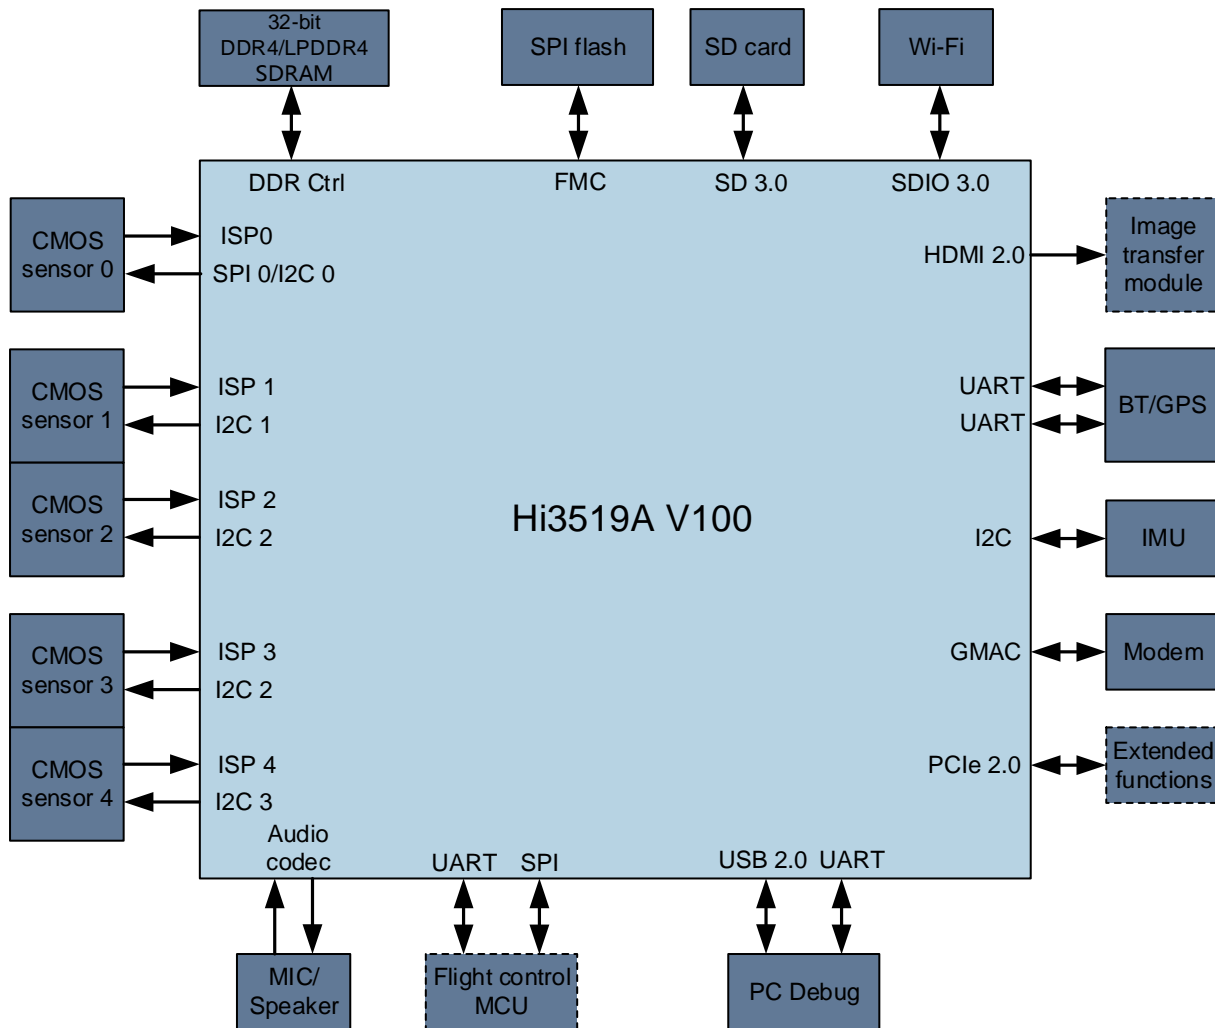 32-bit
DDR4/LPDDR4
SDRAM
SPI flash
SD card
Wi-Fi
DDR Ctrl
FMC
SD 3.0
SDIO 3.0
CMOS
sensor 0
ISP0
SPI 0/I2C 0
HDMI 2.0
Image
transfer
module
CMOS
sensor 1
ISP 1
I2C 1
UART
UART
BT/GPS
CMOS
sensor 2
ISP 2
I2C 2
Hi3519A V100
I2C
IMU
CMOS
sensor 3
ISP 3
I2C 2
GMAC
Modem
CMOS
sensor 4
ISP 4
I2C 3
PCIe 2.0
Extended
functions
Audio
codec
UART
SPI
USB 2.0
UART
MIC/
Speaker
Flight control
MCU
PC Debug